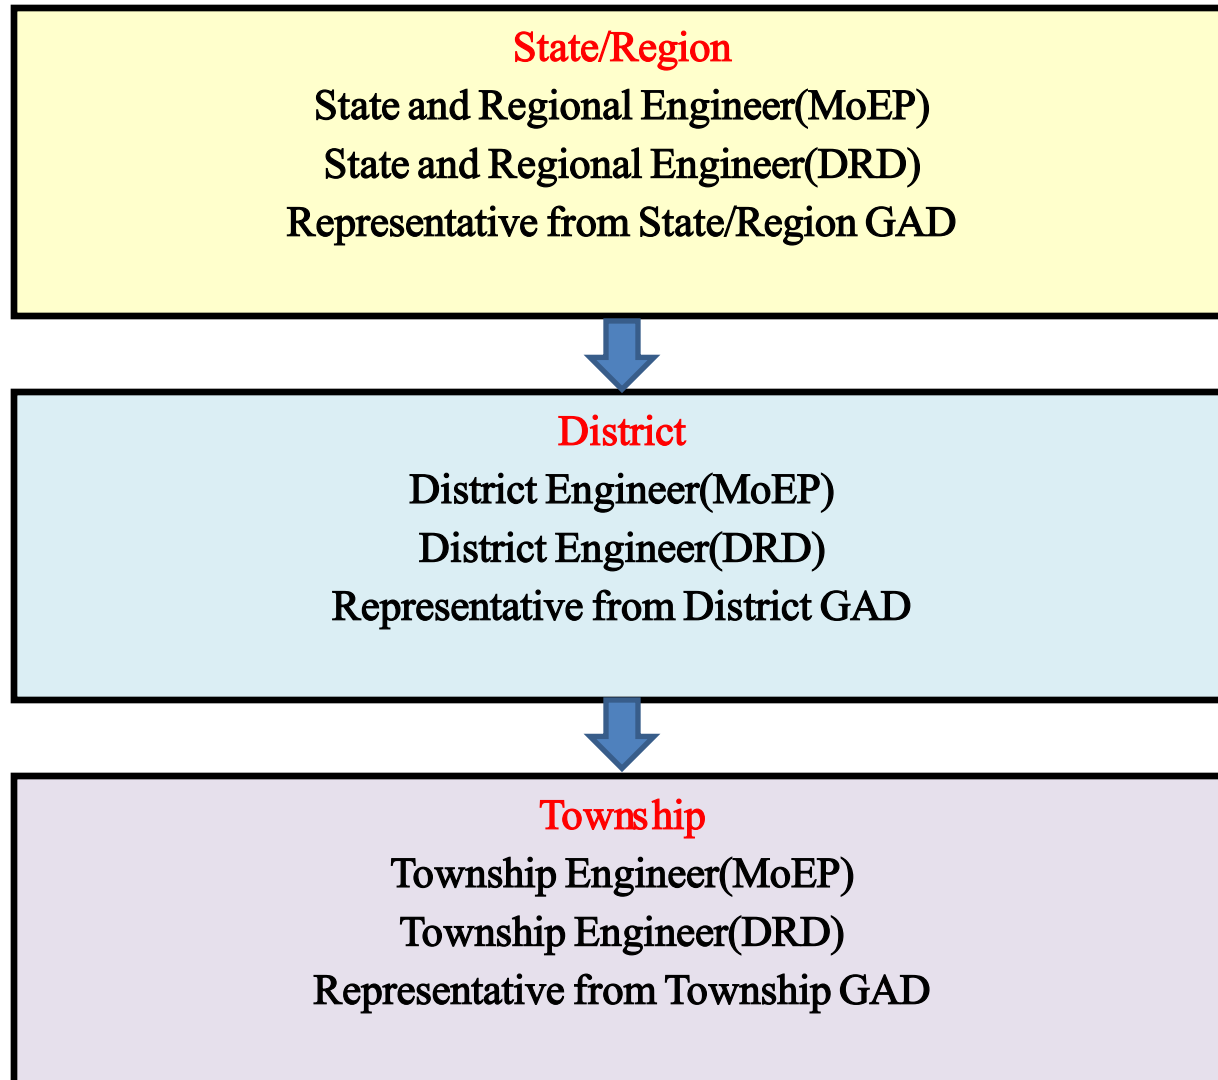 State/Region
State and Regional Engineer(MoEP)
State and Regional Engineer(DRD)
Representative from State/Region GAD
District
District Engineer(MoEP)
District Engineer(DRD)
Representative from District GAD
Township
Township Engineer(MoEP)
Township Engineer(DRD)
Representative from Township GAD